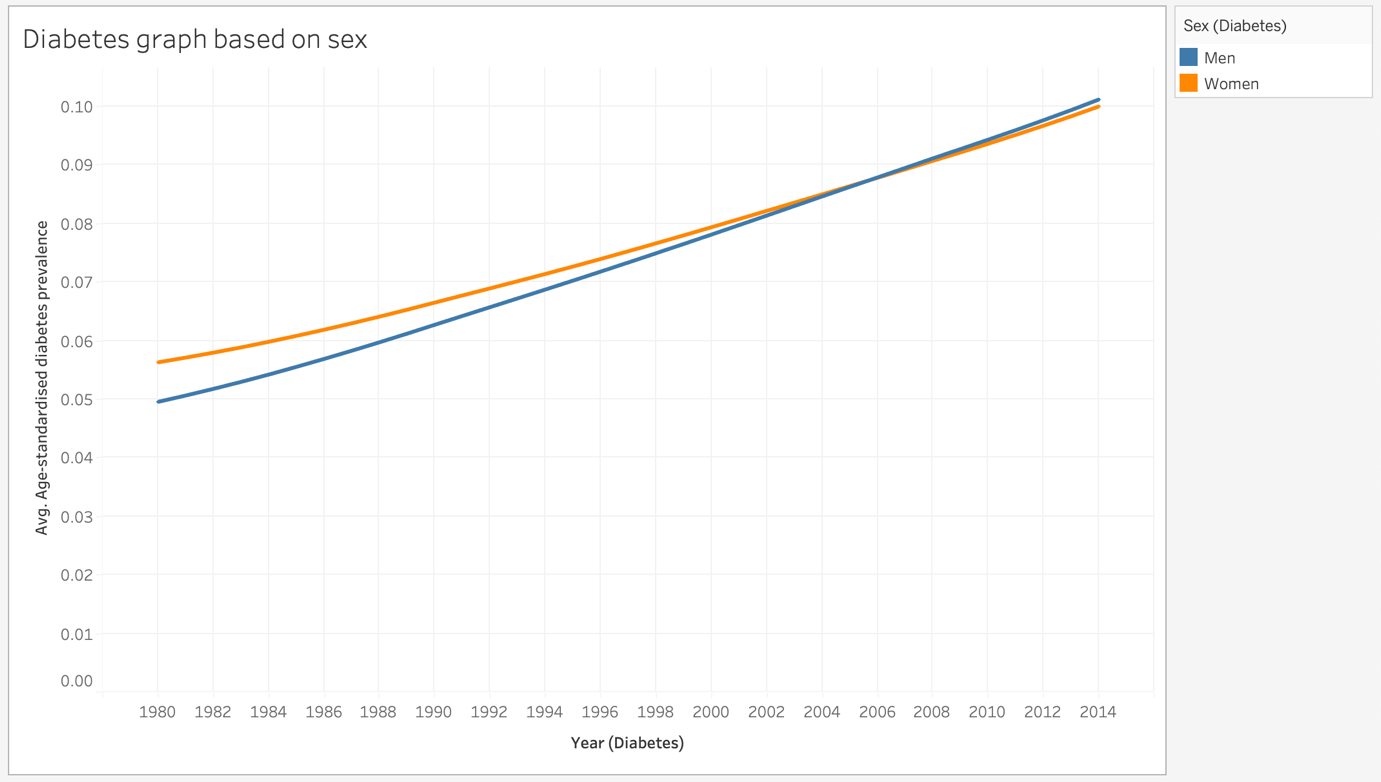 Diabetes graph based on sex
Sex (Diabetes)
Men
Women
Avg. Age-standardised diabetes prevalence
0.10
0.09
0.08
0.07
0.06
0.05
0.04
0.03
0.02
0.01
0.00
1980 1982 1984 1986 1988 1990 1992 1994 1996 1998 2000 2002 2004 2006 2008 2010 2012 2014
Year (Diabetes)